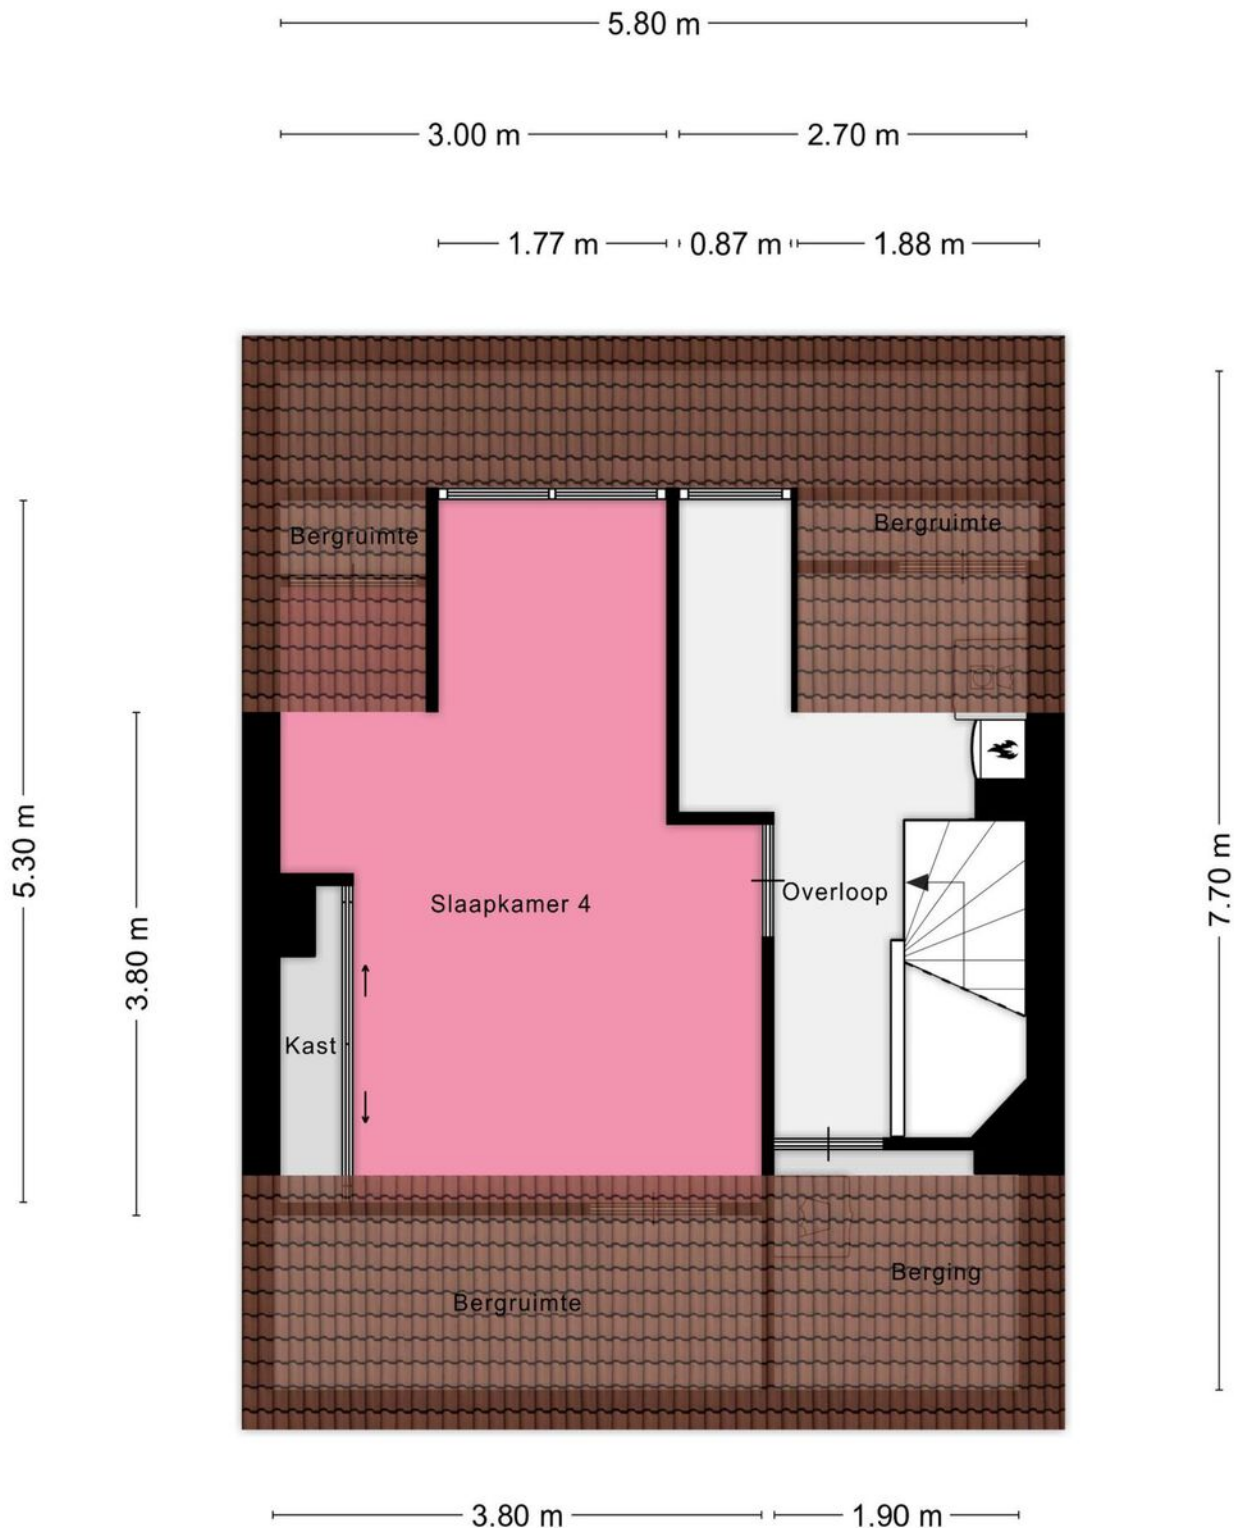 5.80 m
3.00 m
2.70 m
1.77 m
0.87 m
1.88 m
Bergruimte
Bergruimte
5.30 m
3.80 m
7.70 m
Slaapkamer 4
Overloop
Kast
Berging
Bergruimte
3.80 m
1.90 m